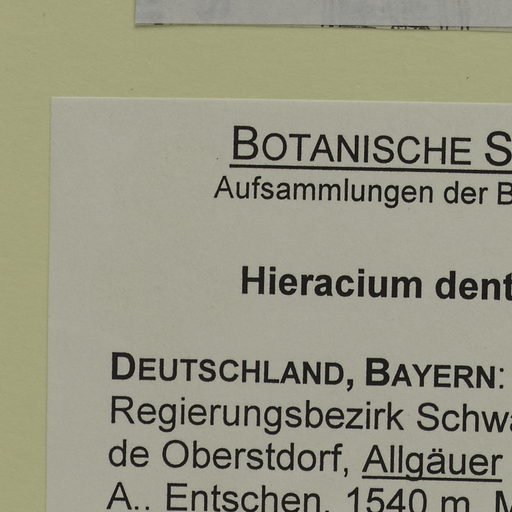 BOTANISCHE S
Aufsammlungen der B
Hieracium dent
DEUTSCHLAND, BAYERN:
Regierungsbezirk Schwa
de Oberstdorf, Allgäuer
A.. Entschen, 1540 m, M